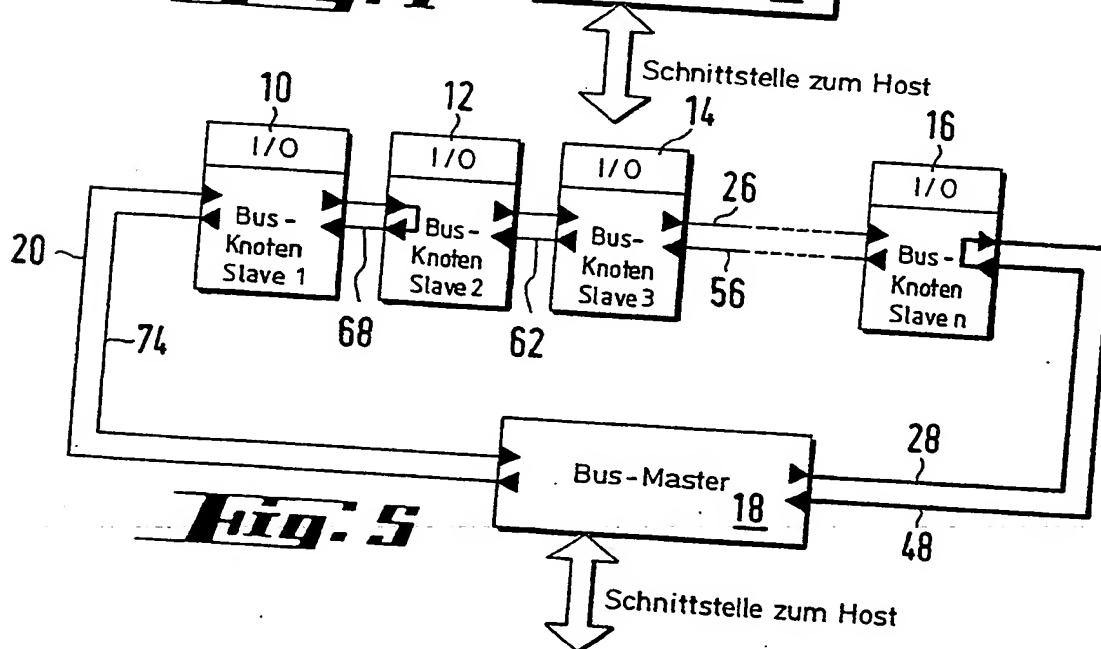 Schnittstelle zum Host
10
12
14
16
I/O
I/O
I/O
I/O
Bus-
Knoten
Slave 1
Bus-
Knoten
Slave 2
Bus-
Knoten
Slave 3
Bus-
Knoten
Slave n
20
74
68
62
26
56
Bus-Master
18
28
48
Fig. 5
Schnittstelle zum Host